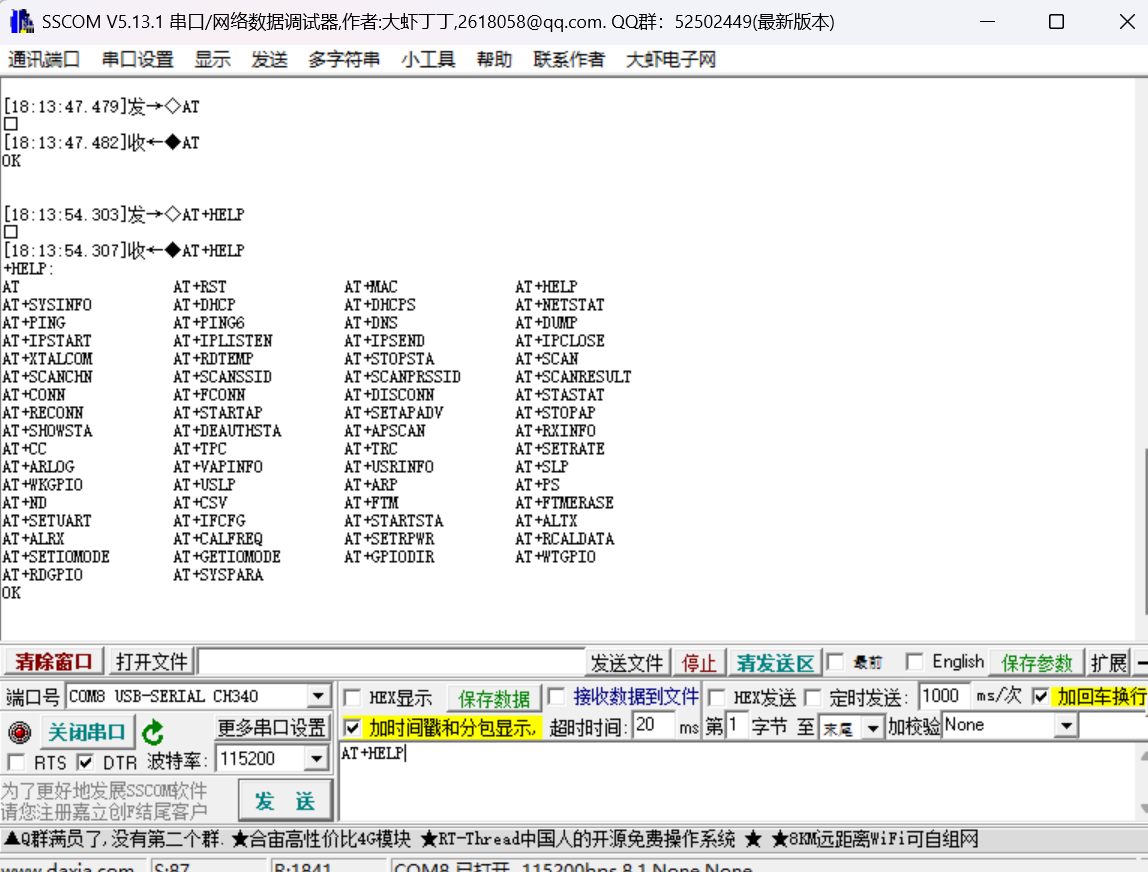 SSCOM V5.13.1 串口/网络数据调试器,作者:大虾丁丁,2618058@qq.com. QQ群：52502449(最新版本)
通讯端口 串口设置 显示 发送 多字符串 小工具 帮助 联系作者 大虾电子网
[18:13:47.479]发→◇AT
□
[18:13:47.482]收←◆AT
OK
[18:13:54.303]发→◇AT+HELP
□
[18:13:54.307]收←◆AT+HELP
+HELP:
AT AT+RST AT+MAC AT+HELP
AT+SYSINFO AT+DHCP AT+DHCPS AT+NETSTAT
AT+PING AT+PING6 AT+DNS AT+DUMP
AT+IPSTART AT+IPLISTEN AT+IPSEND AT+IPCLOSE
AT+XTALCOM AT+RDTEMP AT+STOPSTA AT+SCAN
AT+SCANCHN AT+SCANSSID AT+SCANPRSSID AT+SCANRESULT
AT+CONN AT+FCONN AT+DISCONN AT+STASTAT
AT+RECONN AT+STARTAP AT+SETAPADV AT+STOPAP
AT+SHOWSTA AT+DEAUTHSTA AT+APSCAN AT+RXINFO
AT+CC AT+TPC AT+TRC AT+SETRATE
AT+ARLOG AT+VAPINFO AT+USRINFO AT+SLP
AT+WKGPIO AT+USLP AT+ARP AT+PS
AT+ND AT+CSV AT+FTM AT+FTMERASE
AT+SETUART AT+IFCFG AT+STARTSTA AT+ALTX
AT+ALRX AT+CALFREQ AT+SETRPWR AT+RCALDATA
AT+SETIOMODE AT+GETIOMODE AT+GPIODIR AT+WTGPIO
AT+RDGPIO AT+SYSPARA
OK
清除窗口 打开文件 发送文件 停止 清发送区 最前 English 保存参数 扩展
端口号 COM8 USB-SERIAL CH340 HEX显示 保存数据 接收数据到文件 HEX发送 定时发送: 1000 ms/次 加回车换行
关闭串口 更多串口设置 加时间戳和分包显示, 超时时间: 20 ms 第 1 字节 至 末尾 加校验 None
RTS DTR 波特率: 115200 AT+HELP
为了更好地发展SSCOM软件
请您注册嘉立创F结尾客户
发 送
▲Q群满员了,没有第二个群. ★合宙高性价比4G模块 ★RT-Thread中国人的开源免费操作系统 ★ ★8KM远距离WiFi可自组网
www.daxia.com S:87 R:1841 COM8 已打开 115200bps,8,1,None,None